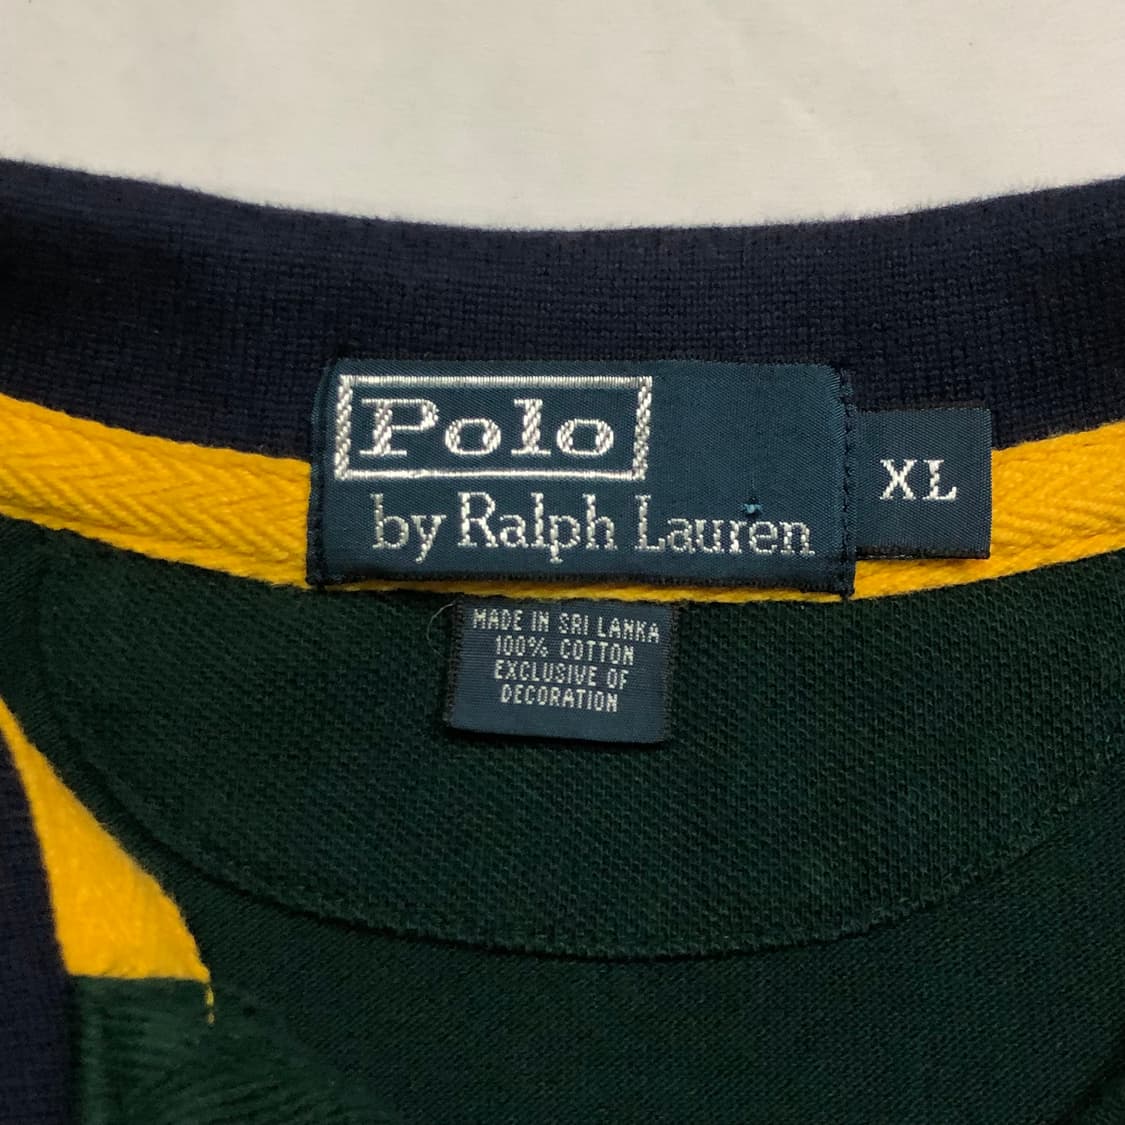 Polo
by Ralph Lauren
XL
MADE IN SRI LANKA
100% COTTON
EXCLUSIVE OF
DECORATION